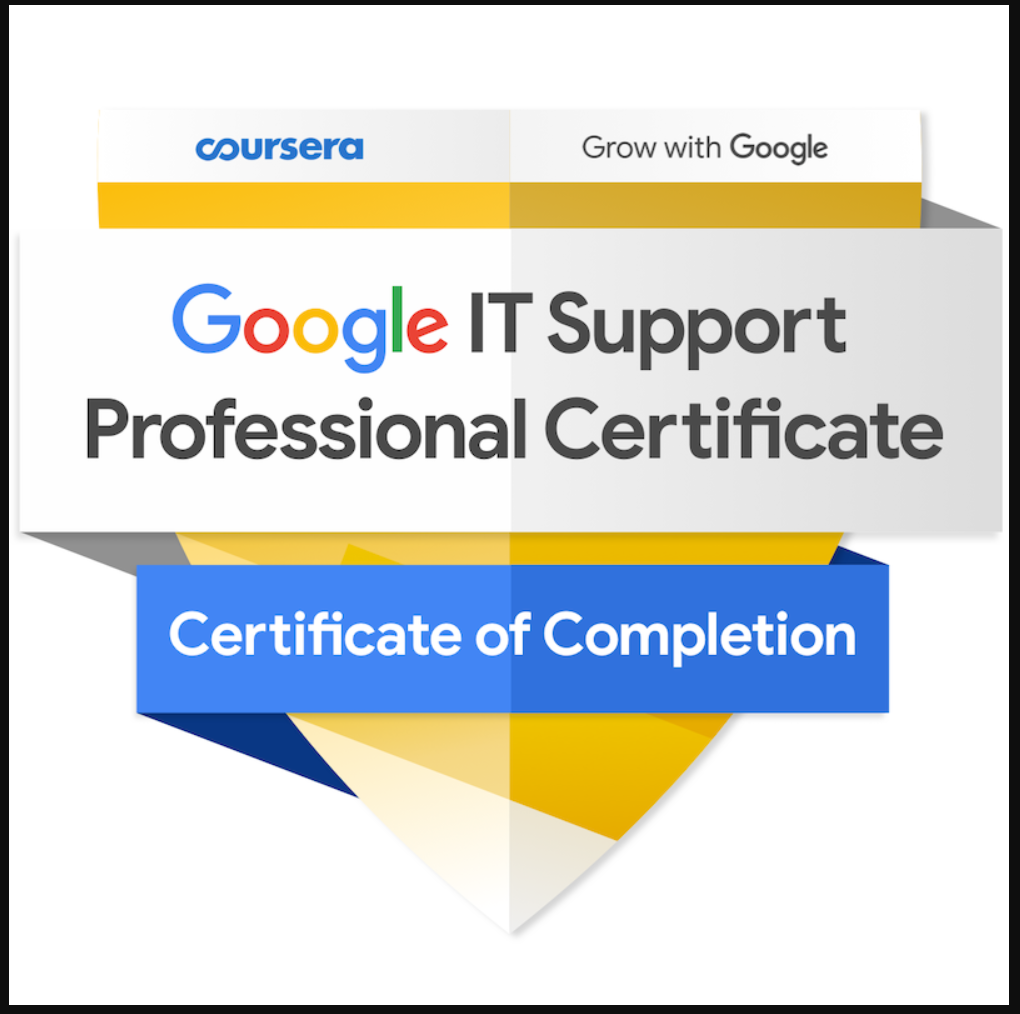 coursera
Grow with Google
Google IT Support
Professional Certificate
Certificate of Completion